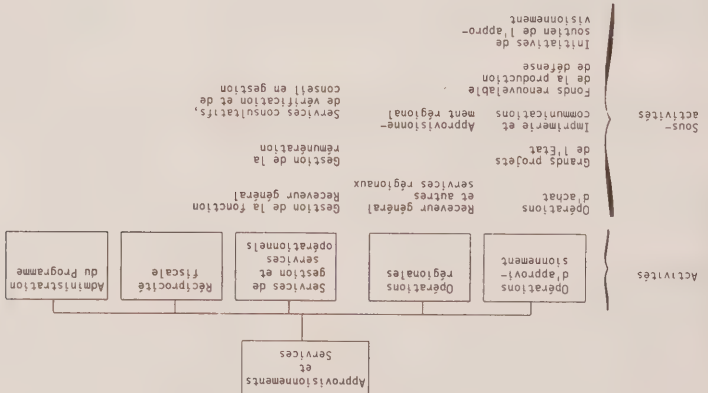 Approvisionnements
et
Services
Activités
Opérations
d'approvi-
sionnement
Opérations
régionales
Services de
gestion et
services
opérationnels
Réciprocité
fiscale
Administration
du Programme
Sous-
activités
Opérations
d'achat
Grands projets
de l'Etat
Imprimerie et
communications
Fonds renouvelable
de la production
de défense
Initiatives de
soutien de l'appro-
visionnement
Receveur général
et autres
services régionaux
Approvisionne-
ment régional
Gestion de la fonction
Receveur général
Gestion de la
rémunération
Services consultatifs,
de vérification et de
conseil en gestion